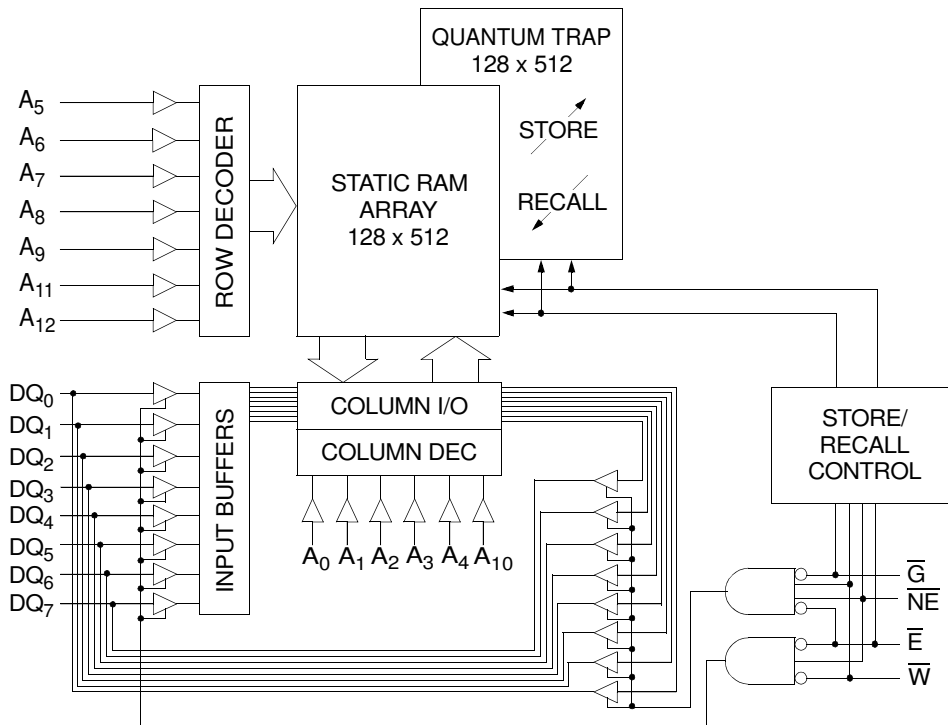 QUANTUM TRAP
128 x 512
STORE
RECALL
A5
A6
A7
A8
A9
A11
A12
ROW DECODER
STATIC RAM
ARRAY
128 x 512
DQ0
DQ1
DQ2
DQ3
DQ4
DQ5
DQ6
DQ7
INPUT BUFFERS
COLUMN I/O
COLUMN DEC
A0 A1 A2 A3 A4 A10
STORE/
RECALL
CONTROL
G̅
N̅E̅
E̅
W̅